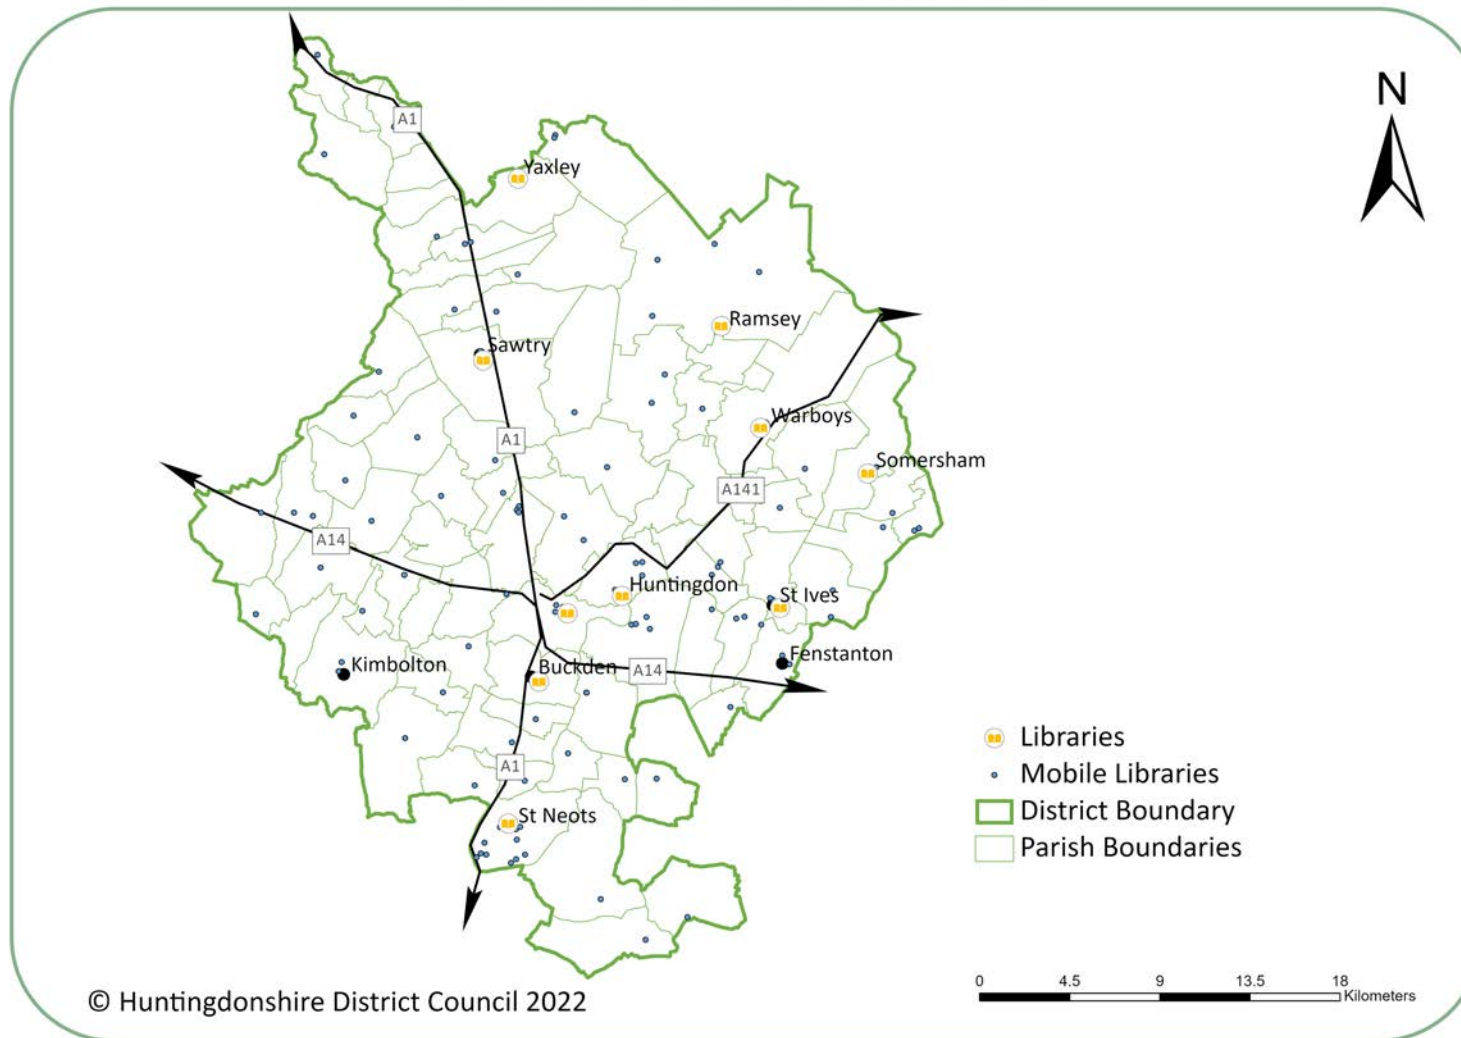 N
A1
Yaxley
Ramsey
Sawtry
Warboys
A1
Somersham
A141
A14
Huntingdon
St Ives
Fenstanton
Kimbolton
Buckden
A14
Libraries
A1
Mobile Libraries
District Boundary
St Neots
Parish Boundaries
0 4.5 9 13.5 18
Kilometers
© Huntingdonshire District Council 2022